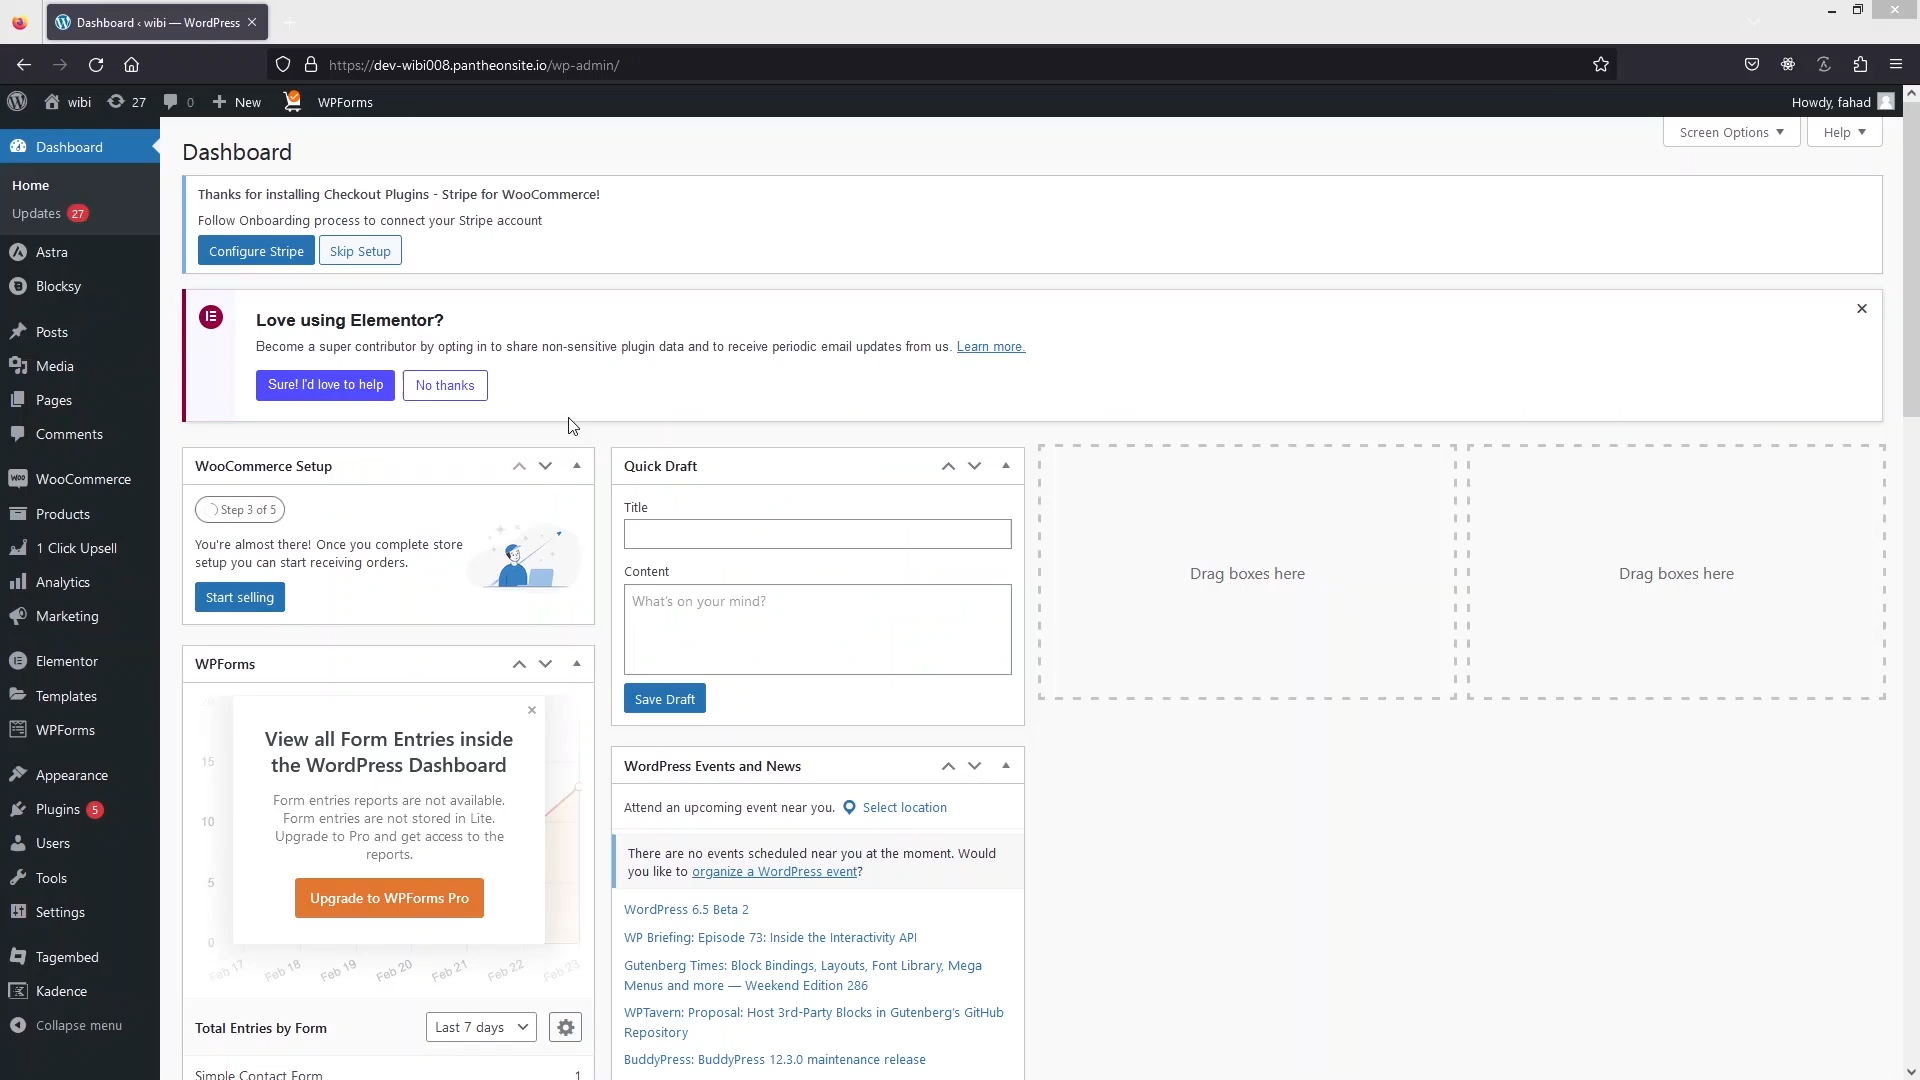 Dashboard ‹ wibi — WordPress
https://dev-wibi008.pantheonsite.io/wp-admin/
wibi 27 0 New WPForms Howdy, fahad
Screen Options Help
Dashboard
Home
Updates 27
Astra
Blocksy
Posts
Media
Pages
Comments
WooCommerce
Products
1 Click Upsell
Analytics
Marketing
Elementor
Templates
WPForms
Appearance
Plugins 5
Users
Tools
Settings
Tagembed
Kadence
Collapse menu
Dashboard
Thanks for installing Checkout Plugins - Stripe for WooCommerce!
Follow Onboarding process to connect your Stripe account
Configure Stripe Skip Setup
Love using Elementor?
Become a super contributor by opting in to share non-sensitive plugin data and to receive periodic email updates from us. Learn more.
Sure! I'd love to help No thanks
WooCommerce Setup
Step 3 of 5
You're almost there! Once you complete store
setup you can start receiving orders.
Start selling
WPForms
View all Form Entries inside
the WordPress Dashboard
Form entries reports are not available.
Form entries are not stored in Lite.
Upgrade to Pro and get access to the
reports.
Upgrade to WPForms Pro
20
15
10
5
0
Feb 17 Feb 18 Feb 19 Feb 20 Feb 21 Feb 22 Feb 23
Total Entries by Form Last 7 days
Simple Contact Form 1
Quick Draft
Title
Content
What's on your mind?
Save Draft
WordPress Events and News
Attend an upcoming event near you. Select location
There are no events scheduled near you at the moment. Would
you like to organize a WordPress event?
WordPress 6.5 Beta 2
WP Briefing: Episode 73: Inside the Interactivity API
Gutenberg Times: Block Bindings, Layouts, Font Library, Mega
Menus and more — Weekend Edition 286
WPTavern: Proposal: Host 3rd-Party Blocks in Gutenberg's GitHub
Repository
BuddyPress: BuddyPress 12.3.0 maintenance release
Drag boxes here
Drag boxes here